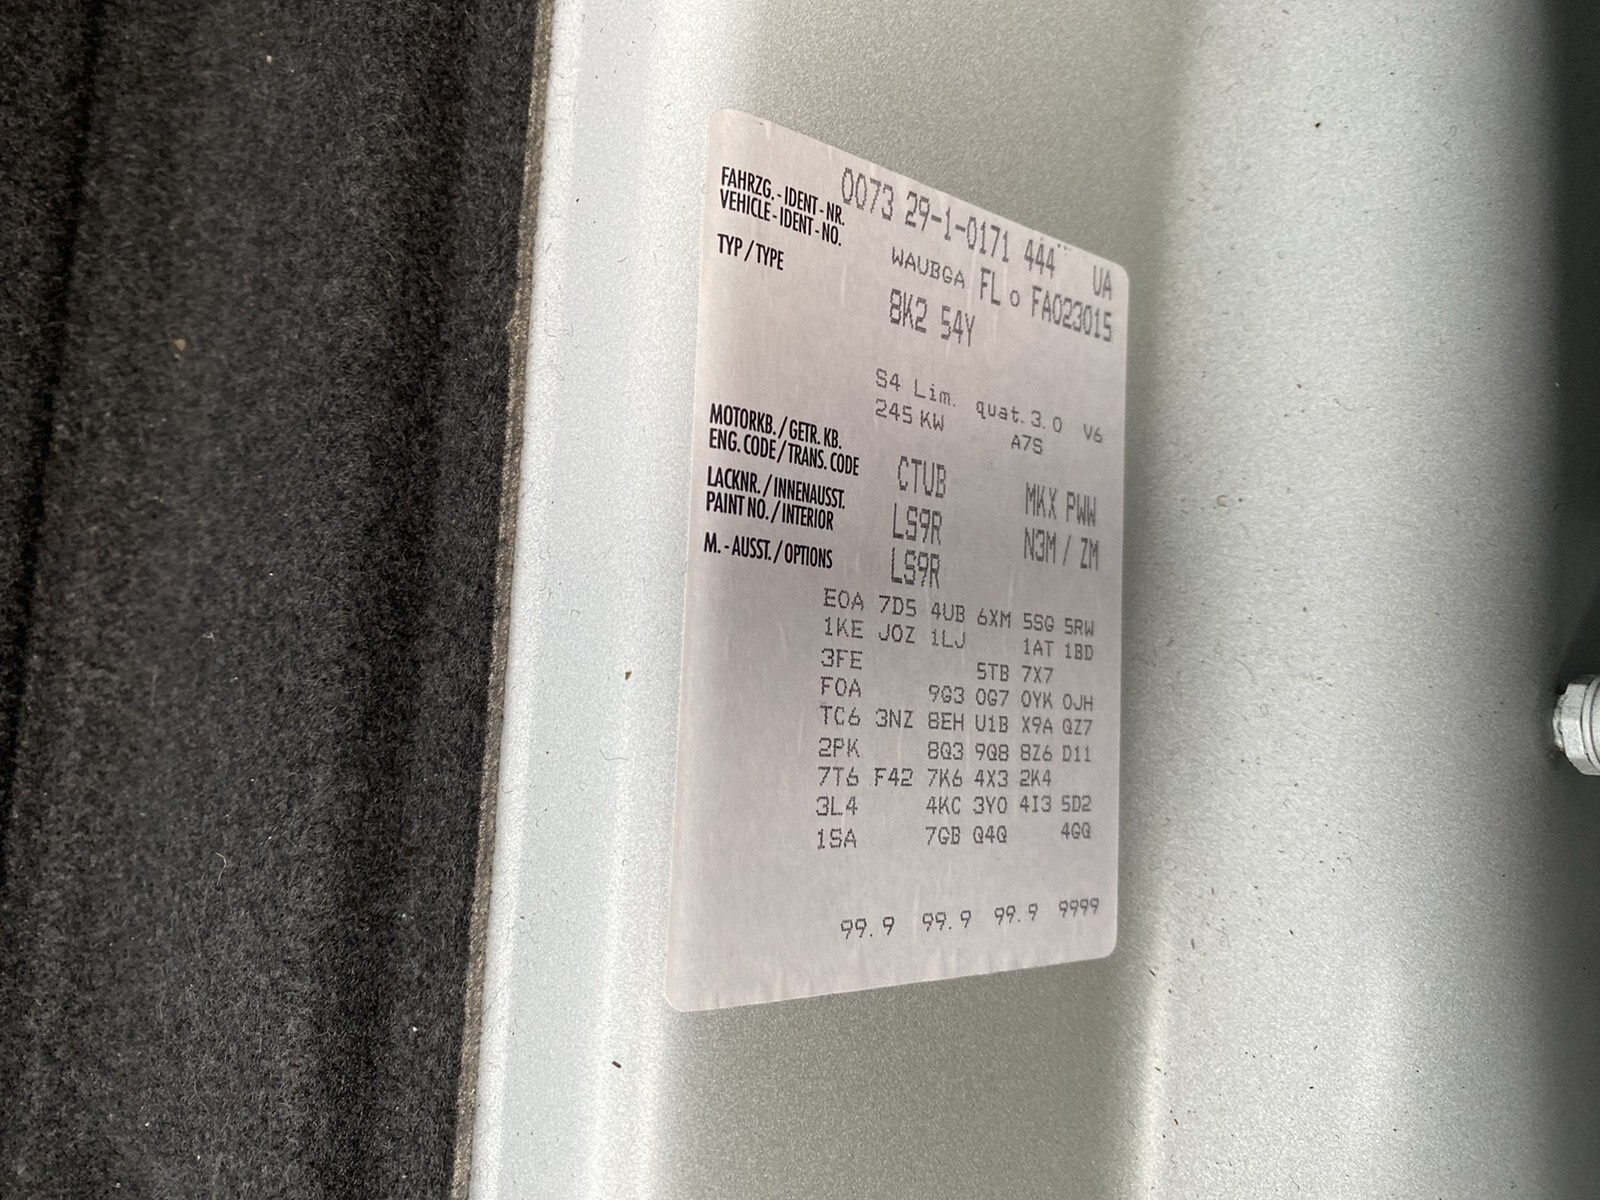 0073 29-1-0171 444 UA
FAHRZG.-IDENT-NR.
VEHICLE-IDENT-NO. WAUBGA FL 0 FA023015
TYP / TYPE 8K2 54Y
S4 Lim. quat.3.0 V6
245 KW A7S
MOTORKB. / GETR. KB.
ENG. CODE / TRANS. CODE CTUB MKX PWW
LACKNR. / INNENAUSST.
PAINT NO. / INTERIOR LS9R N3M / ZM
LS9R
M.- AUSST. / OPTIONS
E0A 7D5 4UB 6XM 5SG 5RW
1KE J0Z 1LJ 1AT 1BD
3FE 5TB 7X7
F0A 9G3 0G7 0YK 0JH
TC6 3NZ 8EH U1B X9A QZ7
2PK 8Q3 9Q8 8Z6 D11
7T6 F42 7K6 4X3 2K4
3L4 4KC 3Y0 4I3 5D2
1SA 7GB Q4Q 4GQ
99.9 99.9 99.9 9999